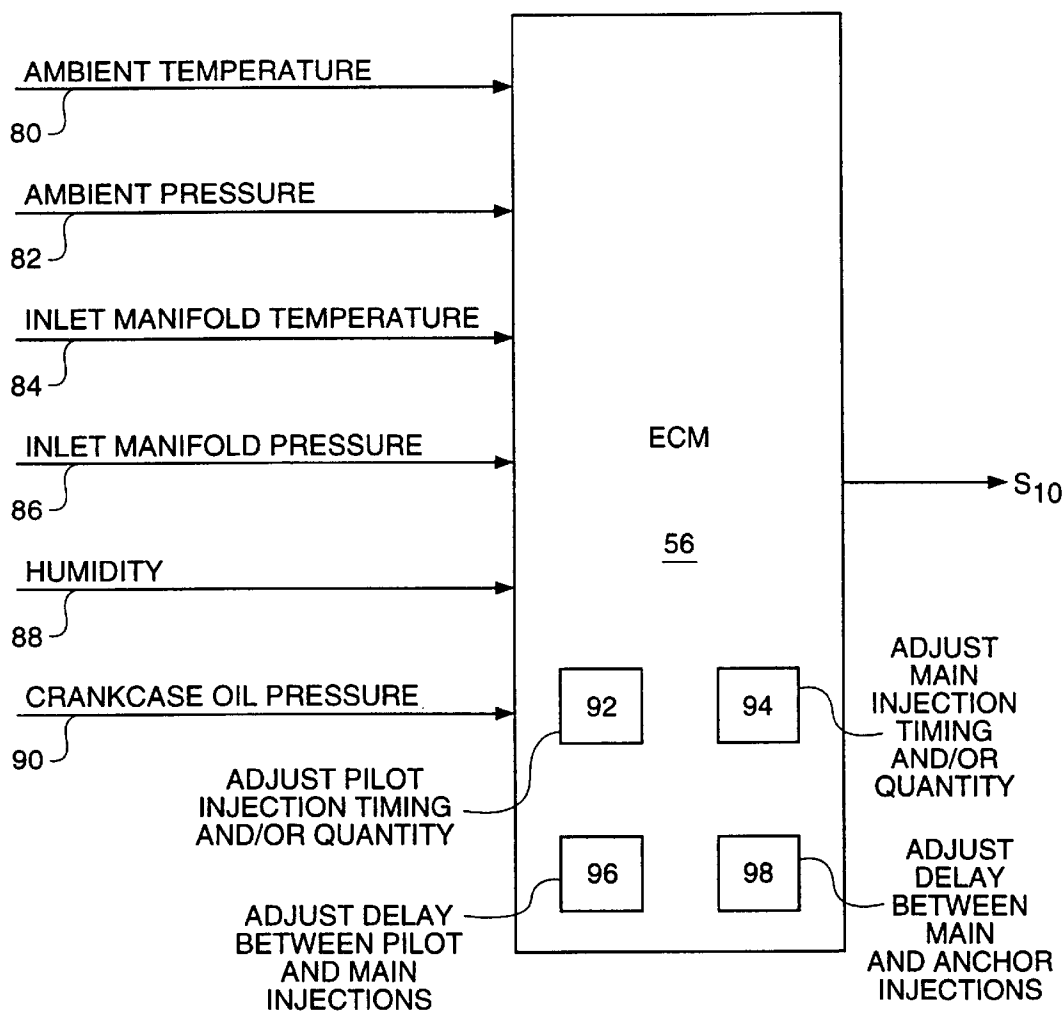 AMBIENT TEMPERATURE
80
AMBIENT PRESSURE
82
INLET MANIFOLD TEMPERATURE
84
INLET MANIFOLD PRESSURE
86
HUMIDITY
88
CRANKCASE OIL PRESSURE
90
ECM
56
S10
92
94
96
98
ADJUST PILOT
INJECTION TIMING
AND/OR QUANTITY
ADJUST
MAIN
INJECTION
TIMING
AND/OR
QUANTITY
ADJUST DELAY
BETWEEN PILOT
AND MAIN
INJECTIONS
ADJUST
DELAY
BETWEEN
MAIN
AND ANCHOR
INJECTIONS